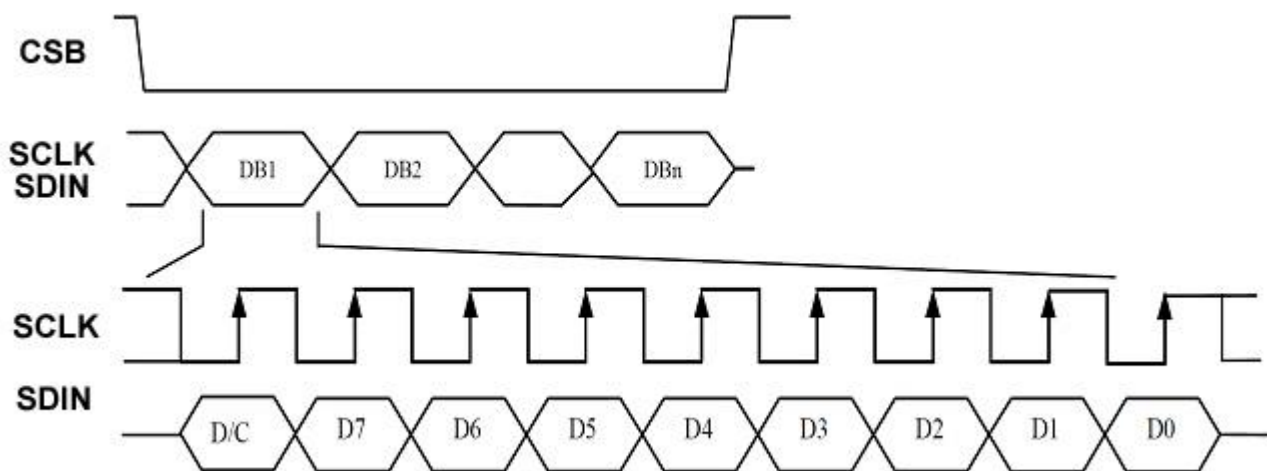 CSB
SCLK
SDIN
DB1 DB2 DBn
SCLK
SDIN
D/C D7 D6 D5 D4 D3 D2 D1 D0